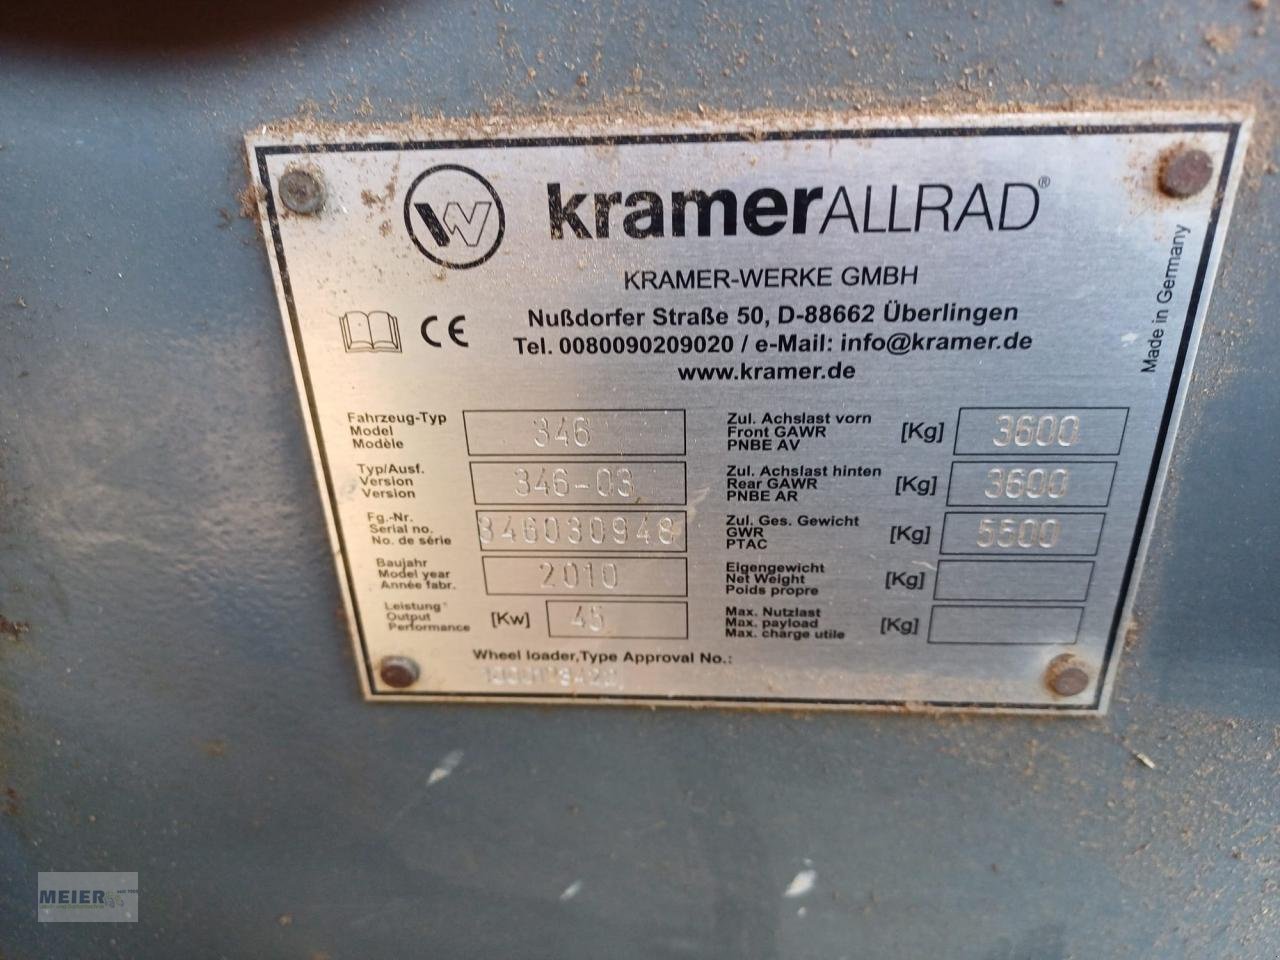 kramerALLRAD®
KRAMER-WERKE GMBH
Nußdorfer Straße 50, D-88662 Überlingen
Tel. 0080090209020 / e-Mail: info@kramer.de
www.kramer.de
Made in Germany
CE
Fahrzeug-Typ
Model
Modèle
346
Typ/Ausf.
Version
Version
346-03
Fg.-Nr.
Serial no.
No. de série
346030948
Baujahr
Model year
Année fabr.
2010
Leistung
Output
Performance
[Kw]
45
Zul. Achslast vorn
Front GAWR
PNBE AV
[Kg]
3600
Zul. Achslast hinten
Rear GAWR
PNBE AR
[Kg]
3600
Zul. Ges. Gewicht
GWR
PTAC
[Kg]
5500
Eigengewicht
Net Weight
Poids propre
[Kg]
Max. Nutzlast
Max. payload
Max. charge utile
[Kg]
Wheel loader,Type Approval No.:
MEIER